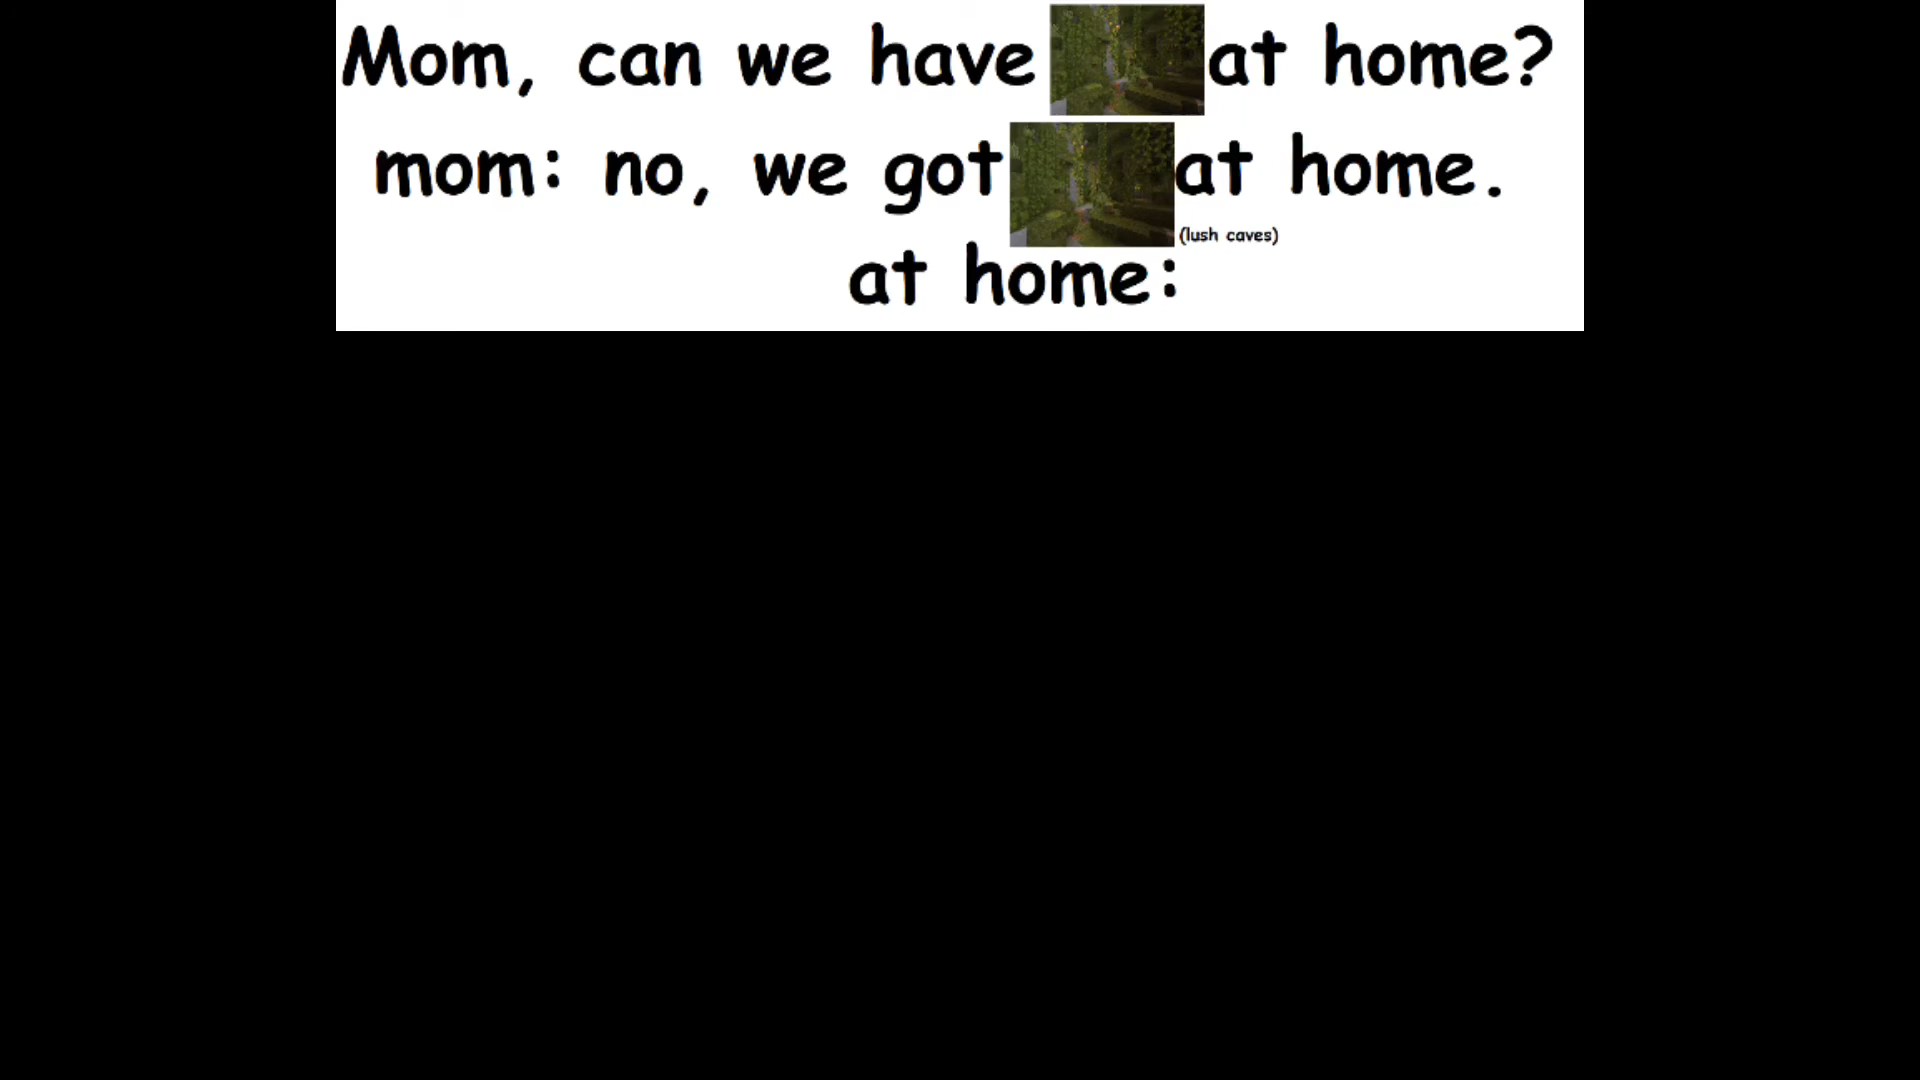 Mom, can we have at home?
mom: no, we got at home.
(lush caves)
at home: